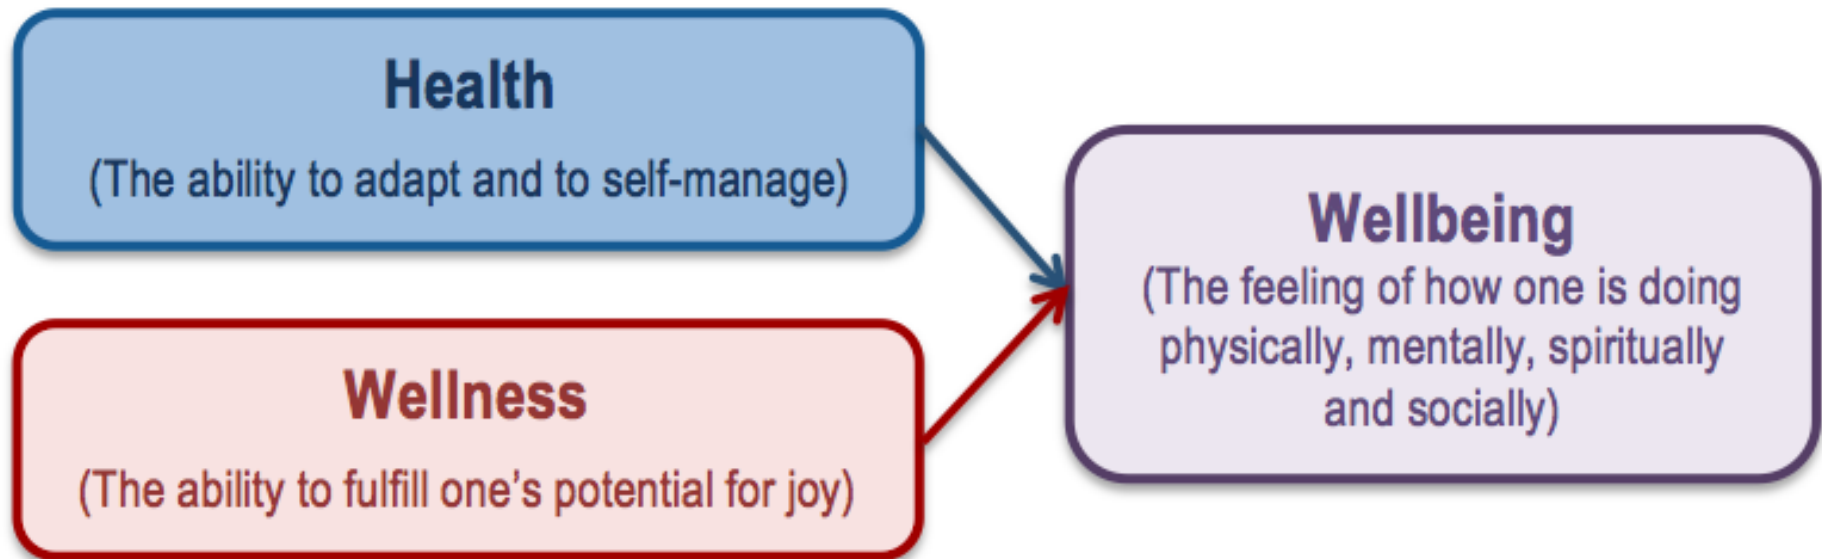 Health
(The ability to adapt and to self-manage)
Wellness
(The ability to fulfill one’s potential for joy)
Wellbeing
(The feeling of how one is doing
physically, mentally, spiritually
and socially)